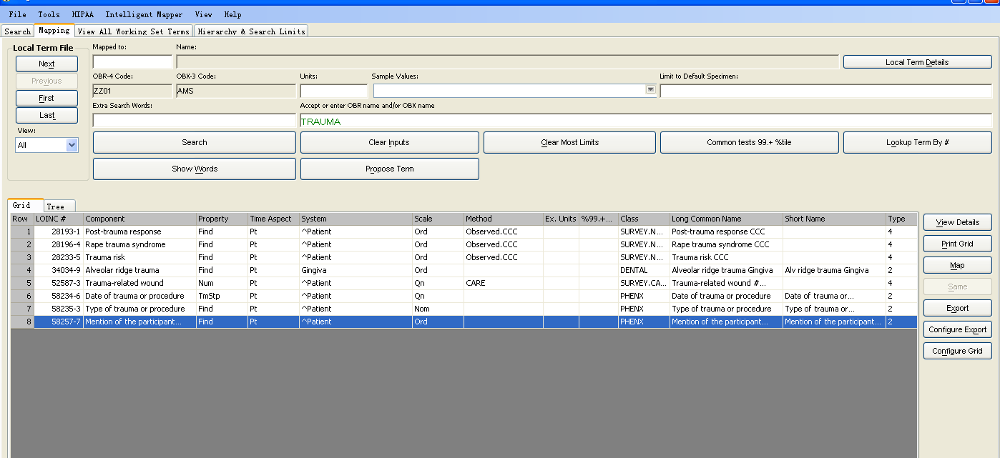 File Tools HIPAA Intelligent Mapper View Help
Search Mapping View All Working Set Terms Hierarchy & Search Limits
Local Term File
Next
Previous
First
Last
View:
All
Mapped to: Name:
Local Term Details
OBR-4 Code: OBX-3 Code: Units: Sample Values: Limit to Default Specimen:
ZZ01 AMS
Extra Search Words: Accept or enter OBR name and/or OBX name
TRAUMA
Search Clear Inputs Clear Most Limits Common tests 99.+ %tile Lookup Term By #
Show Words Propose Term
Grid Tree
Row LOINC # Component Property Time Aspect System Scale Method Ex. Units %99.+... Class Long Common Name Short Name Type
1 28193-1 Post-trauma response Find Pt ^Patient Ord Observed.CCC SURVEY.N... Post-trauma response CCC 4
2 28196-4 Rape trauma syndrome Find Pt ^Patient Ord Observed.CCC SURVEY.N... Rape trauma syndrome CCC 4
3 28233-5 Trauma risk Find Pt ^Patient Ord Observed.CCC SURVEY.N... Trauma risk CCC 4
4 34034-9 Alveolar ridge trauma Find Pt Gingiva Ord DENTAL Alveolar ridge trauma Gingiva Alv ridge trauma Gingiva 2
5 52587-3 Trauma-related wound Num Pt ^Patient Qn CARE SURVEY.CA... Trauma-related wound #... 4
6 58234-6 Date of trauma or procedure TmStp Pt ^Patient Qn PHENX Date of trauma or procedure Date of trauma or... 2
7 58235-3 Type of trauma or procedure Find Pt ^Patient Nom PHENX Type of trauma or procedure Type of trauma or... 2
8 58257-7 Mention of the participant... Find Pt ^Patient Ord PHENX Mention of the participant... Mention of the participant... 2
View Details
Print Grid
Map
Same
Export
Configure Export
Configure Grid